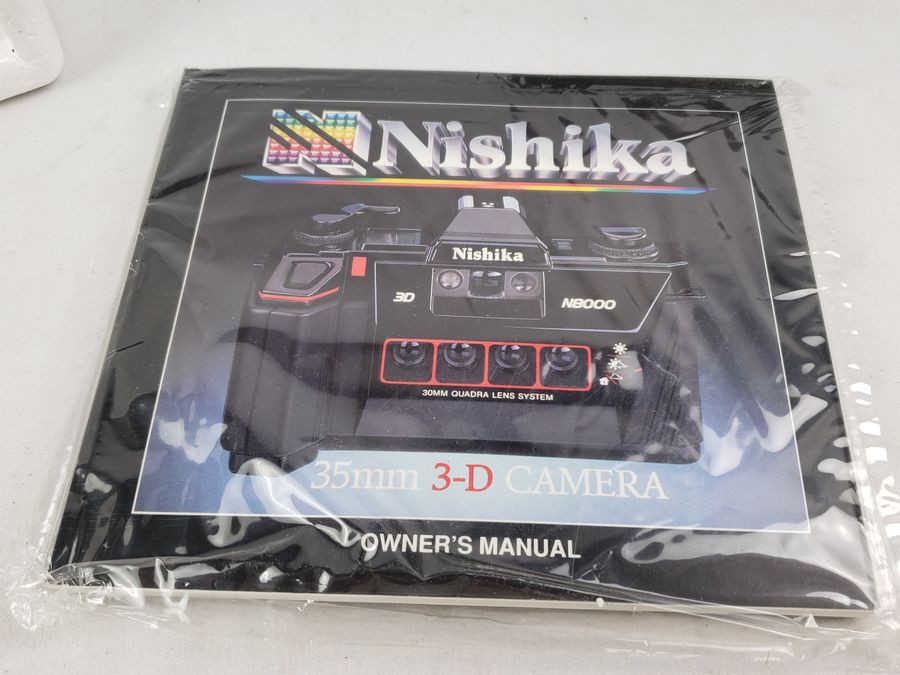 Nishika
Nishika
3D
N8000
30MM QUADRA LENS SYSTEM
35mm 3-D CAMERA
OWNER'S MANUAL